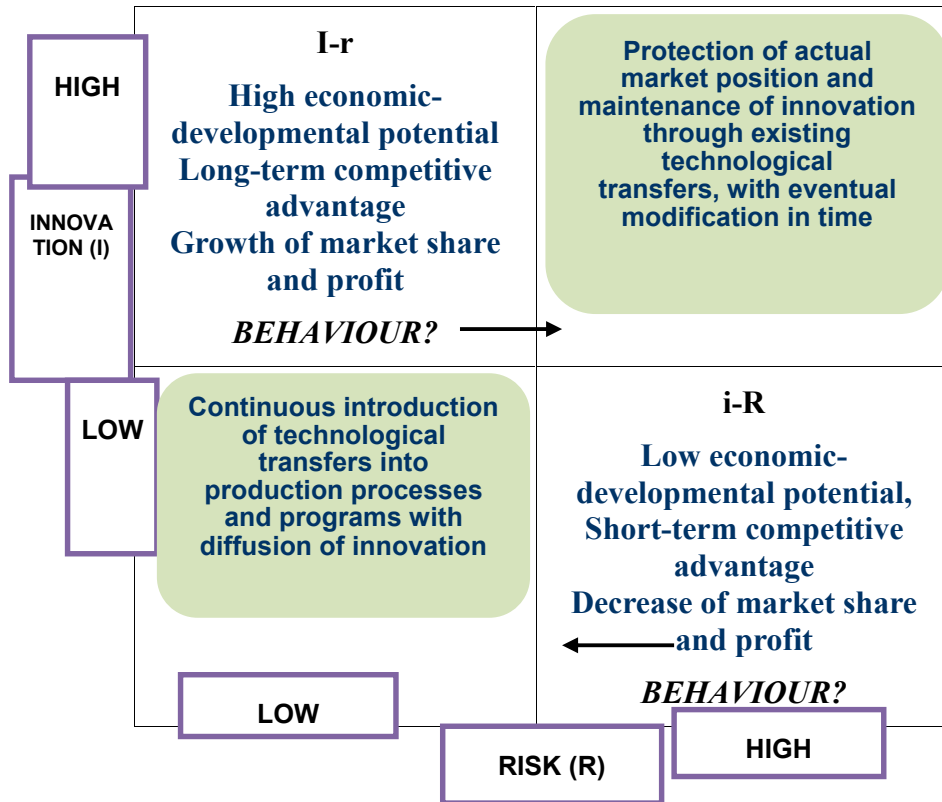 HIGH
INNOVA
TION (I)
LOW
I-r
High economic-
developmental potential
Long-term competitive
advantage
Growth of market share
and profit
BEHAVIOUR?
Protection of actual
market position and
maintenance of innovation
through existing
technological
transfers, with eventual
modification in time
Continuous introduction
of technological
transfers into
production processes
and programs with
diffusion of innovation
i-R
Low economic-
developmental potential,
Short-term competitive
advantage
Decrease of market share
and profit
BEHAVIOUR?
LOW
RISK (R)
HIGH